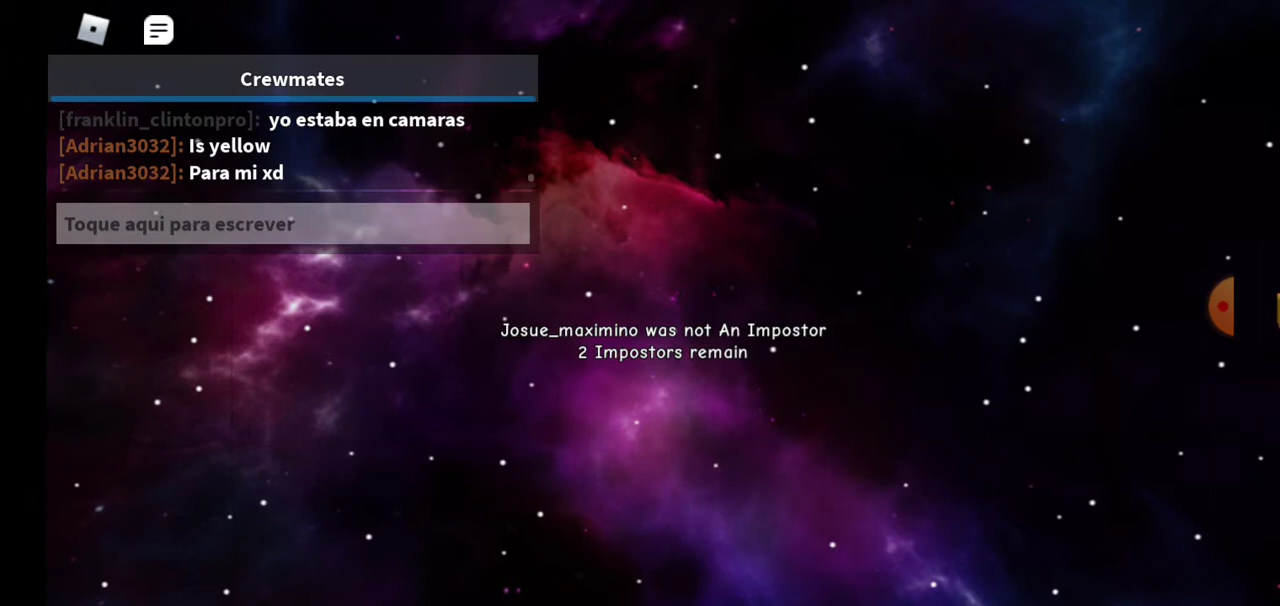 Crewmates
[franklin_clintonpro]: yo estaba en camaras
[Adrian3032]: Is yellow
[Adrian3032]: Para mi xd
Toque aqui para escrever
Josue_maximino was not An Impostor
2 Impostors remain